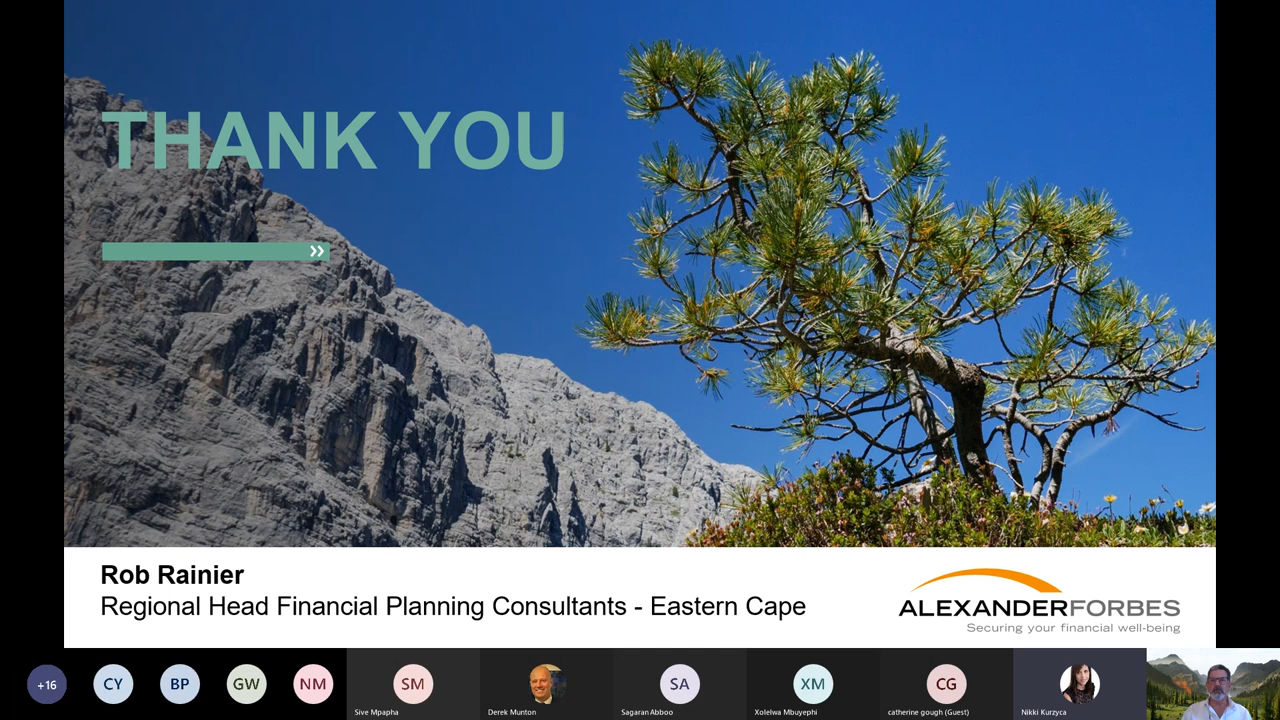 THANK YOU
Rob Rainier
Regional Head Financial Planning Consultants - Eastern Cape
ALEXANDERFORBES
Securing your financial well-being
+16
CY
BP
GW
NM
SM
SA
XM
CG
Sive Mpapha
Derek Munton
Sagaran Abboo
Xolelwa Mbuyephi
catherine gough (Guest)
Nikki Kurzyca